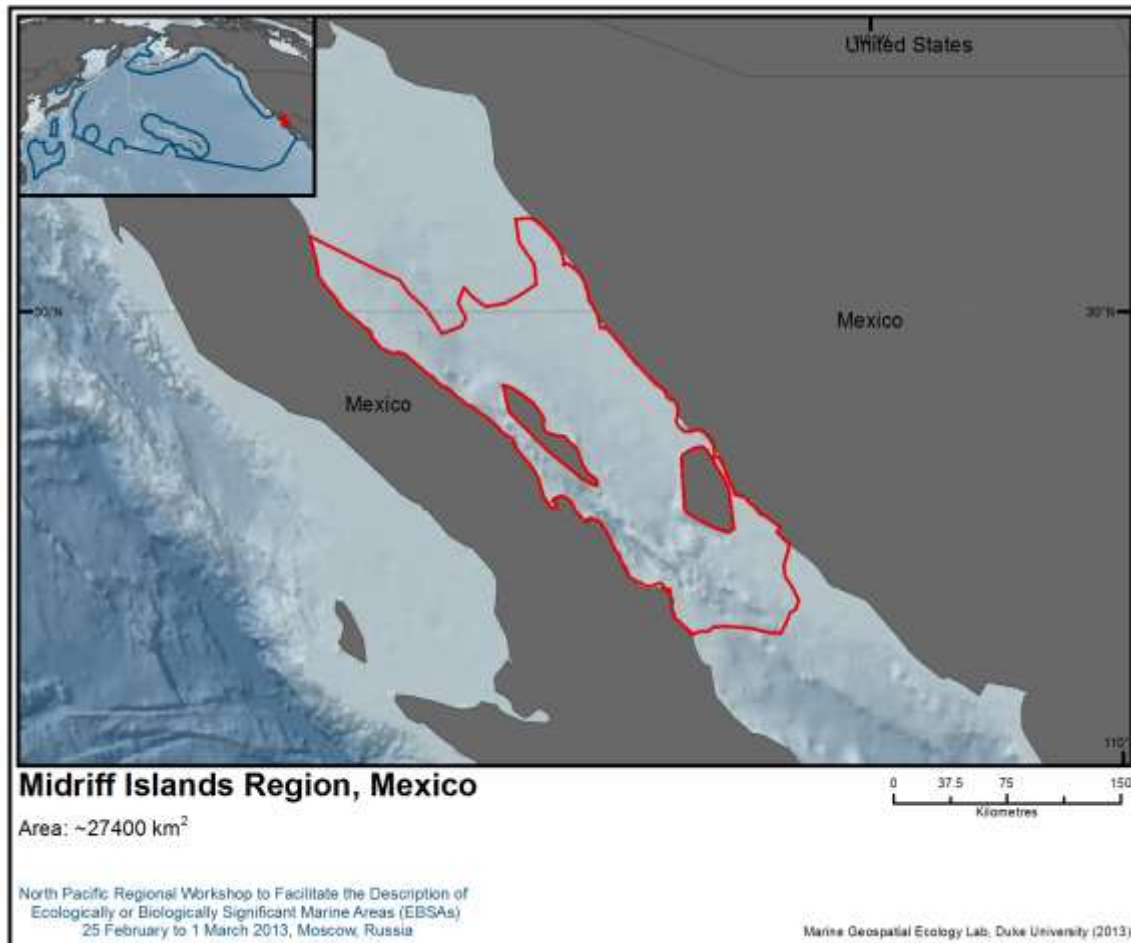 United States
30°N
30°N
Mexico
Mexico
110°
Midriff Islands Region, Mexico
Area: ~27400 km²
0 37.5 75 150
Kilometres
North Pacific Regional Workshop to Facilitate the Description of
Ecologically or Biologically Significant Marine Areas (EBSAs)
25 February to 1 March 2013, Moscow, Russia
Marine Geospatial Ecology Lab, Duke University (2013)